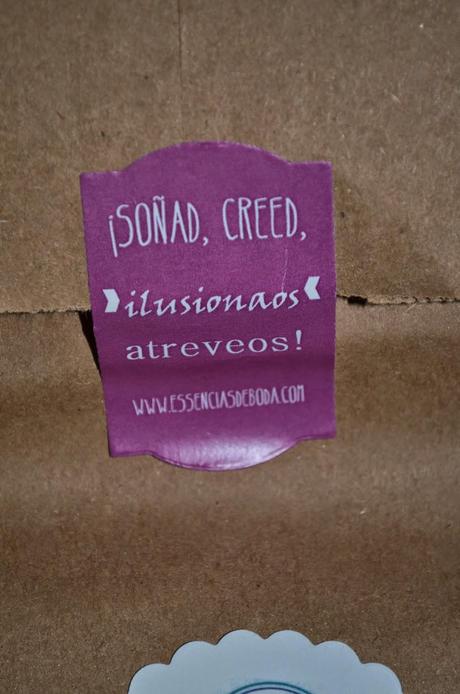 ¡SOÑAD, CREED,
ilusionaos
atreveos!
WWW.ESSENCIASDEBODA.COM